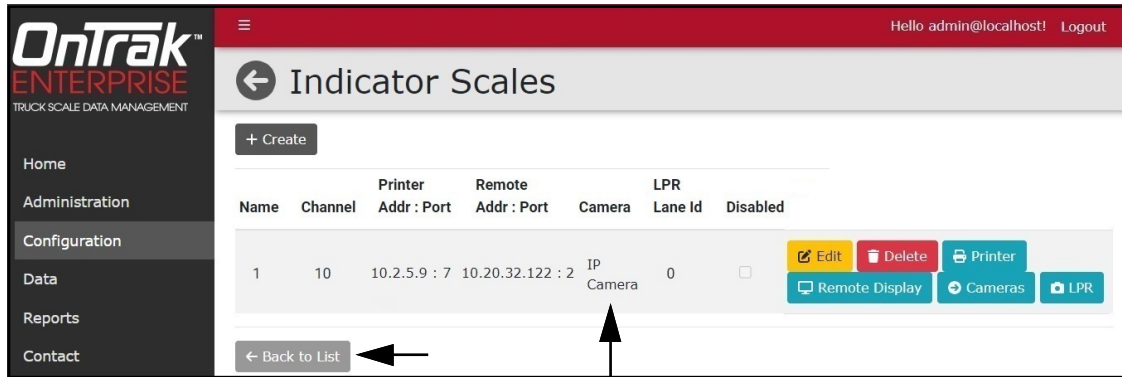 OnTrak™
ENTERPRISE
TRUCK SCALE DATA MANAGEMENT
Home
Administration
Configuration
Data
Reports
Contact
Hello admin@localhost! Logout
Indicator Scales
+ Create
Name Channel Printer Addr : Port Remote Addr : Port Camera LPR Lane Id Disabled
1 10 10.2.5.9 : 7 10.20.32.122 : 2 IP Camera 0
Edit Delete Printer
Remote Display Cameras LPR
← Back to List